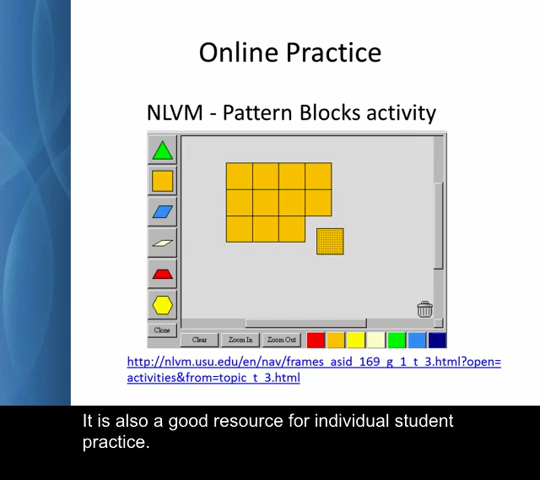 Online Practice
NLVM - Pattern Blocks activity
Close
Clear
Zoom In
Zoom Out
http://nlvm.usu.edu/en/nav/frames_asid_169_g_1_t_3.html?open=
activities&from=topic_t_3.html
It is also a good resource for individual student
practice.